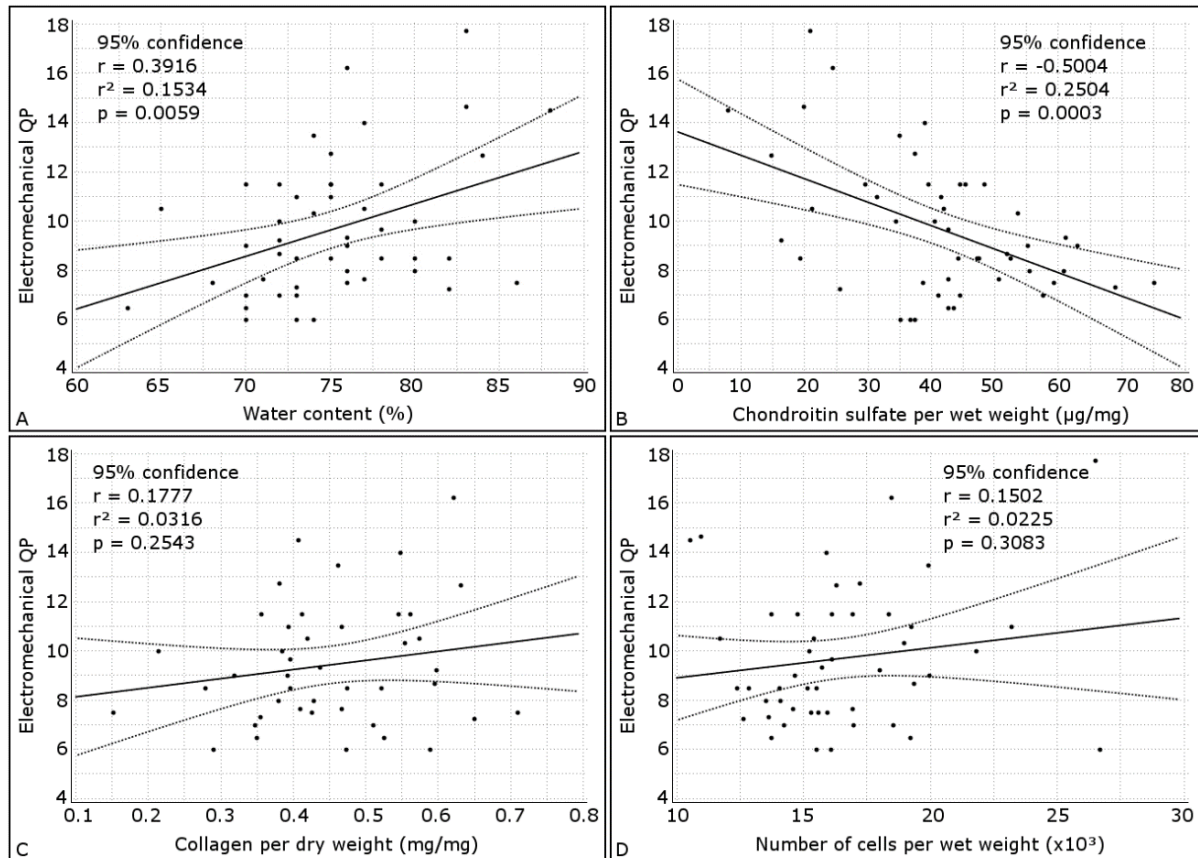 18
16
14
12
10
8
6
4
Electromechanical QP
95% confidence
r = 0.3916
r² = 0.1534
p = 0.0059
60 65 70 75 80 85 90
Water content (%)
A
18
16
14
12
10
8
6
4
Electromechanical QP
95% confidence
r = -0.5004
r² = 0.2504
p = 0.0003
0 10 20 30 40 50 60 70 80
Chondroitin sulfate per wet weight (µg/mg)
B
18
16
14
12
10
8
6
4
Electromechanical QP
95% confidence
r = 0.1777
r² = 0.0316
p = 0.2543
0.1 0.2 0.3 0.4 0.5 0.6 0.7 0.8
Collagen per dry weight (mg/mg)
C
18
16
14
12
10
8
6
4
Electromechanical QP
95% confidence
r = 0.1502
r² = 0.0225
p = 0.3083
10 15 20 30
Number of cells per wet weight (x10³)
D